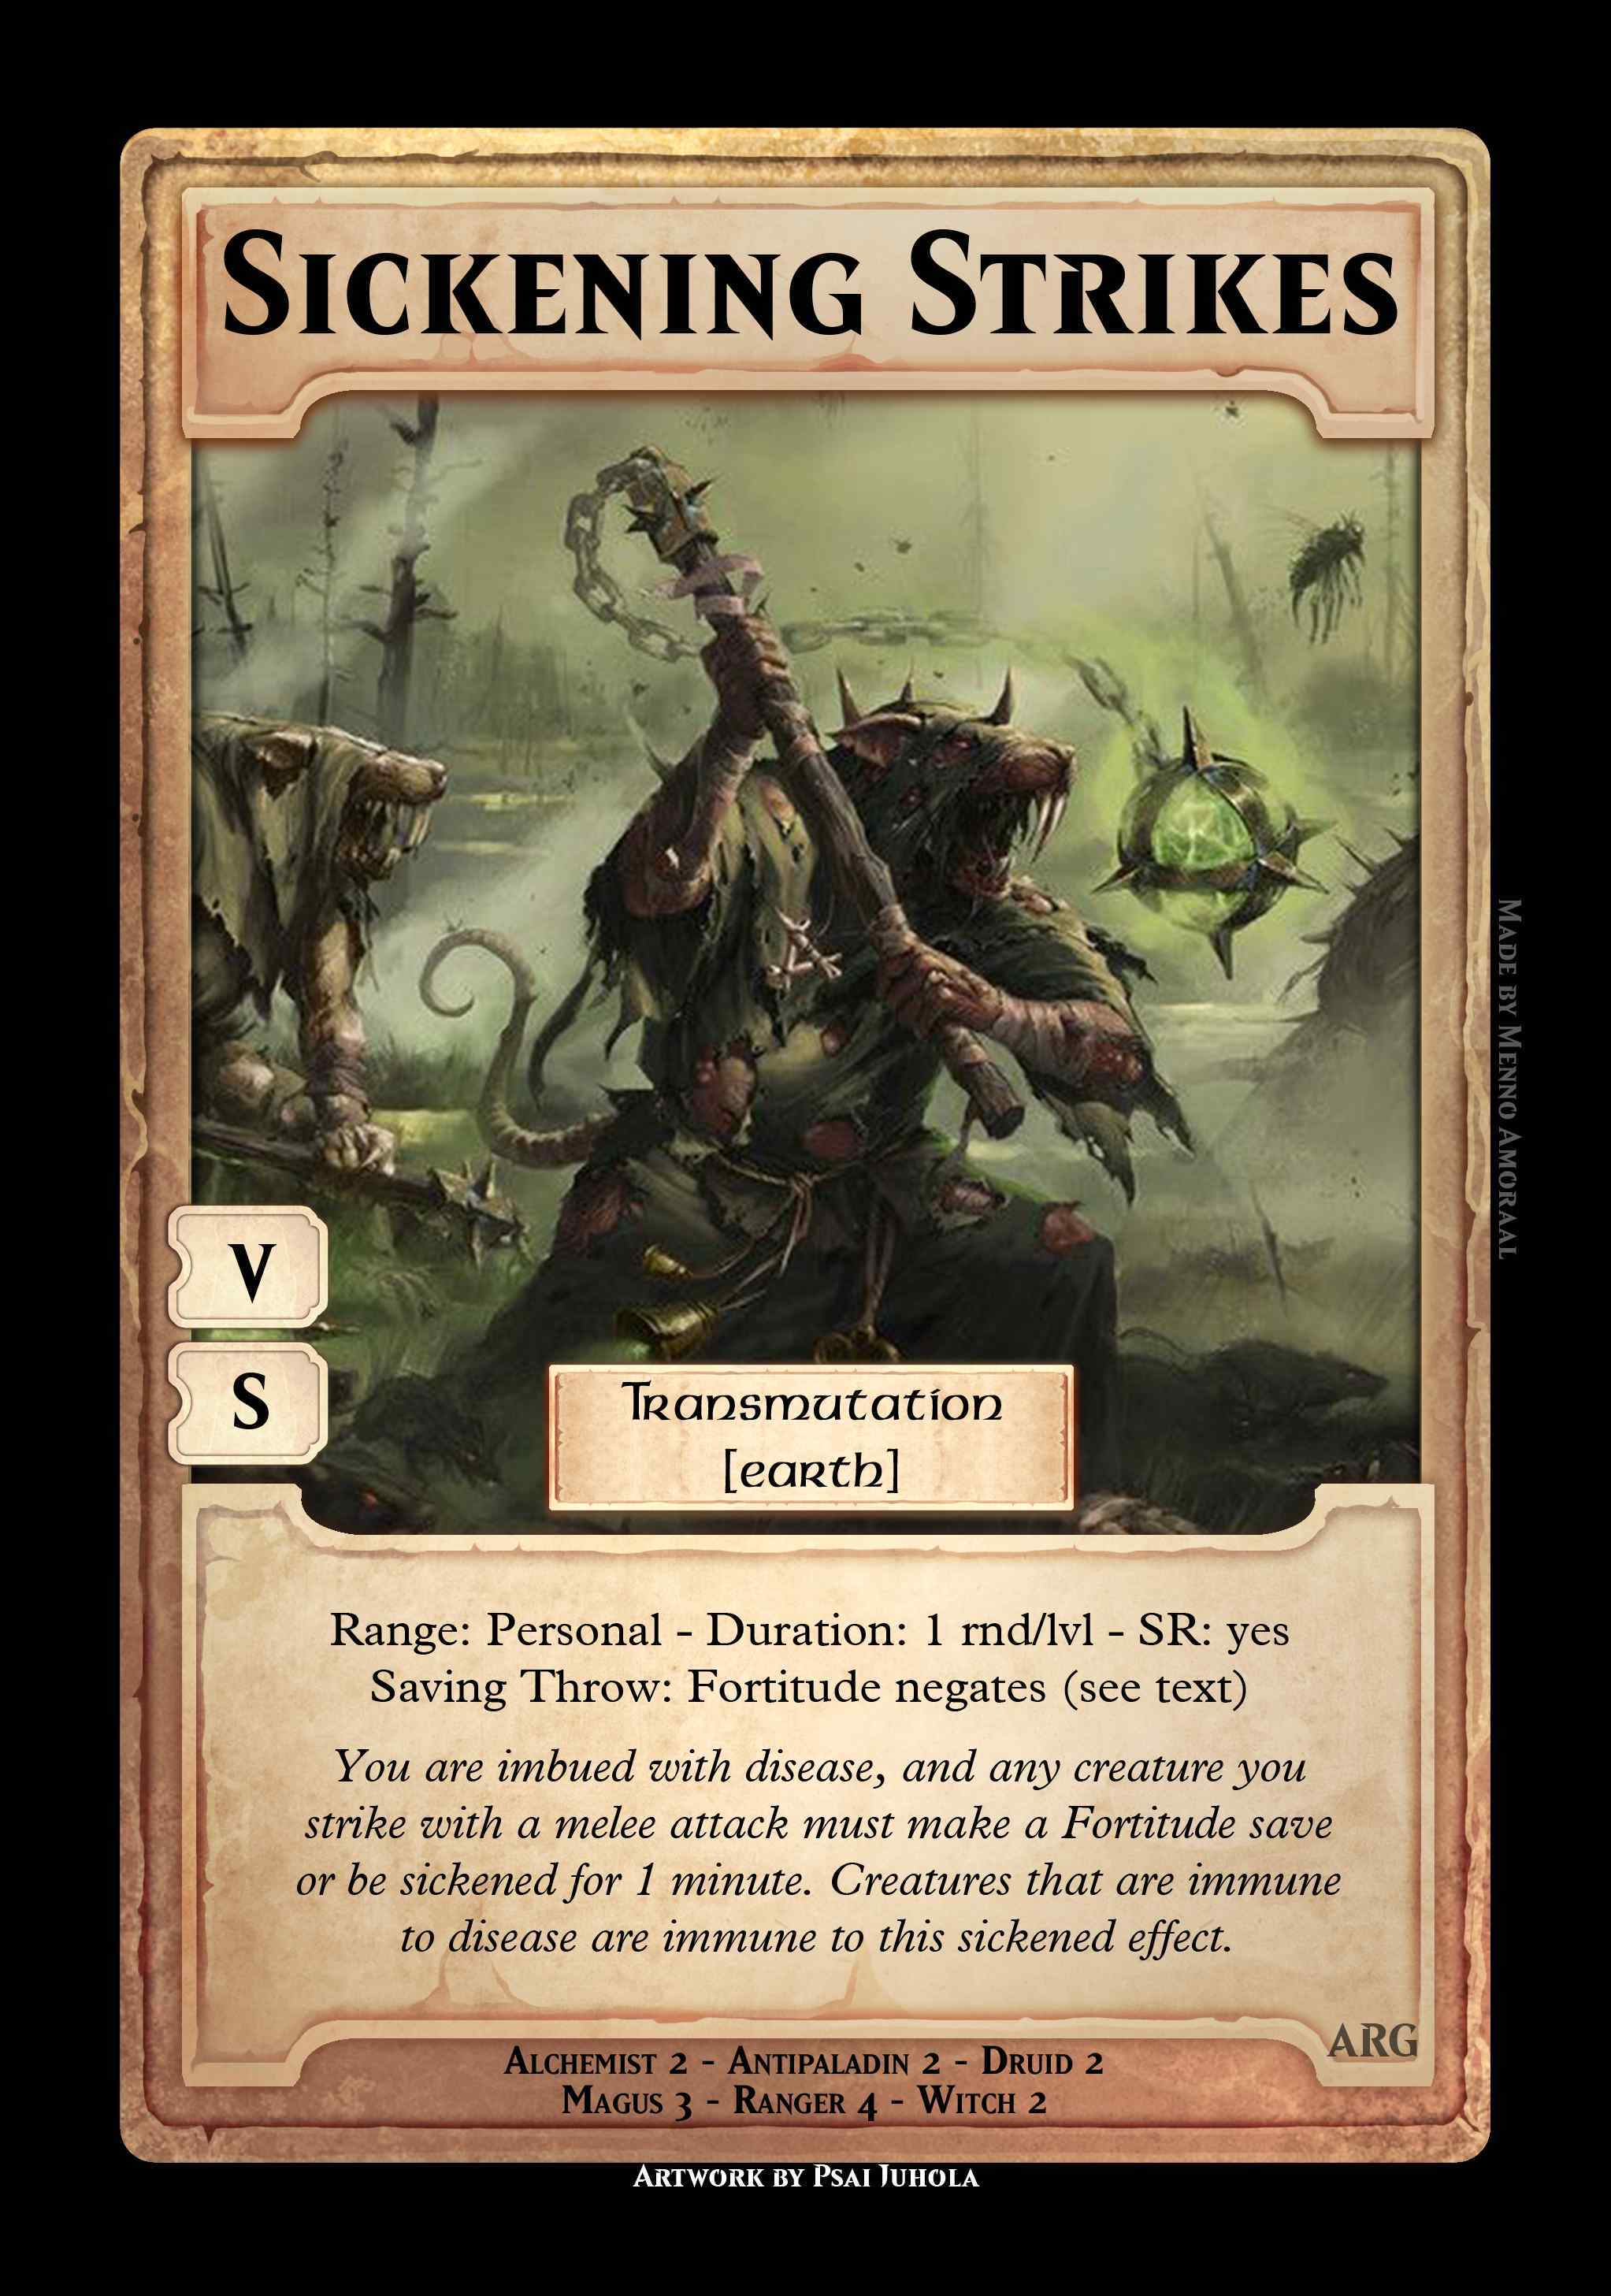 Sickening Strikes
V
S
Transmutation
[earth]
Range: Personal - Duration: 1 rnd/lvl - SR: yes
Saving Throw: Fortitude negates (see text)
You are imbued with disease, and any creature you
strike with a melee attack must make a Fortitude save
or be sickened for 1 minute. Creatures that are immune
to disease are immune to this sickened effect.
ARG
Alchemist 2 - Antipaladin 2 - Druid 2
Magus 3 - Ranger 4 - Witch 2
Artwork by Psai Juhola
Made by Menno Amoraal